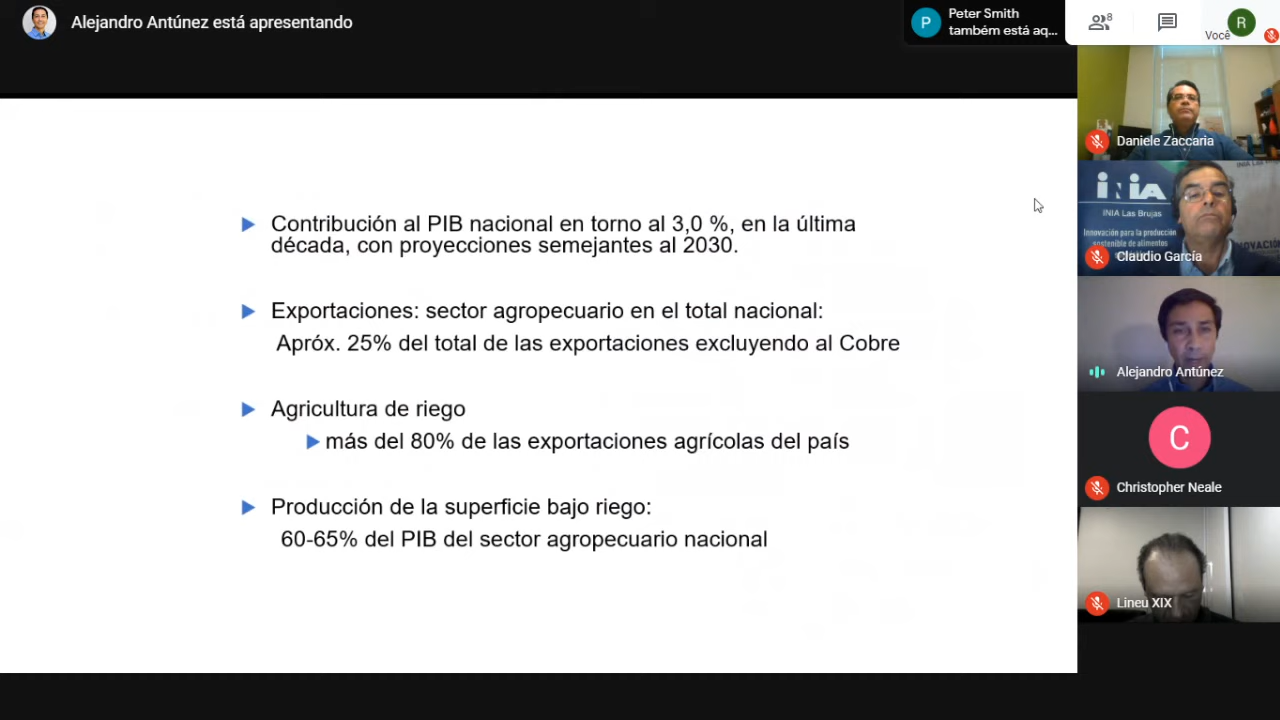 Alejandro Antúnez está apresentando
Peter Smith
também está aq...
8
Você
R
P
Daniele Zaccaria
INIA
INIA Las Brujas
Innovación para la producción
sostenible de alimentos
INIA Las Brujas
Claudio García
Alejandro Antúnez
C
Christopher Neale
Lineu XIX
Contribución al PIB nacional en torno al 3,0 %, en la última
década, con proyecciones semejantes al 2030.
Exportaciones: sector agropecuario en el total nacional:
Apróx. 25% del total de las exportaciones excluyendo al Cobre
Agricultura de riego
más del 80% de las exportaciones agrícolas del país
Producción de la superficie bajo riego:
60-65% del PIB del sector agropecuario nacional